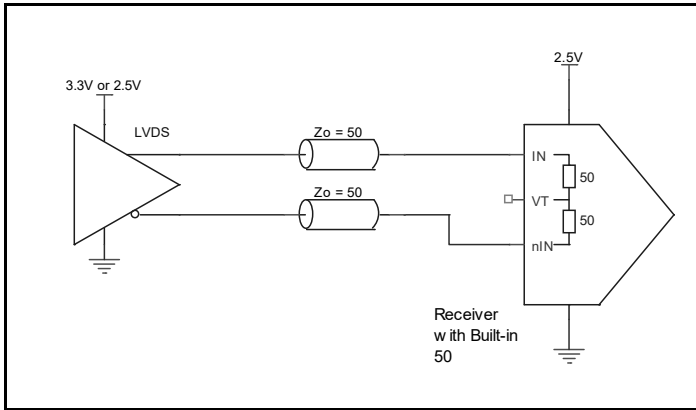 2.5V
3.3V or 2.5V
LVDS
Zo = 50
IN
50
Zo = 50
VT
50
nIN
Receiver
with Built-in
50